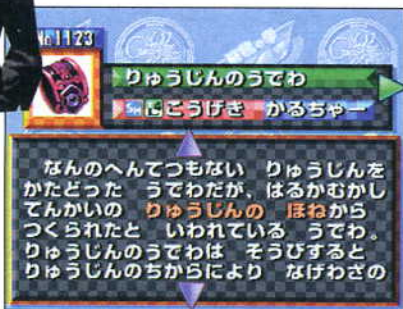 No 1123
りゅうじんのうでわ
こうげき かるちゃー
なんのへんてつもない りゅうじんを
かたどった うでわだが、はるかむかし
てんかいの りゅうじんの ほねから
つくられたと いわれている うでわ。
りゅうじんのうでわは そうびすると
りゅうじんのちからにより なげわざの